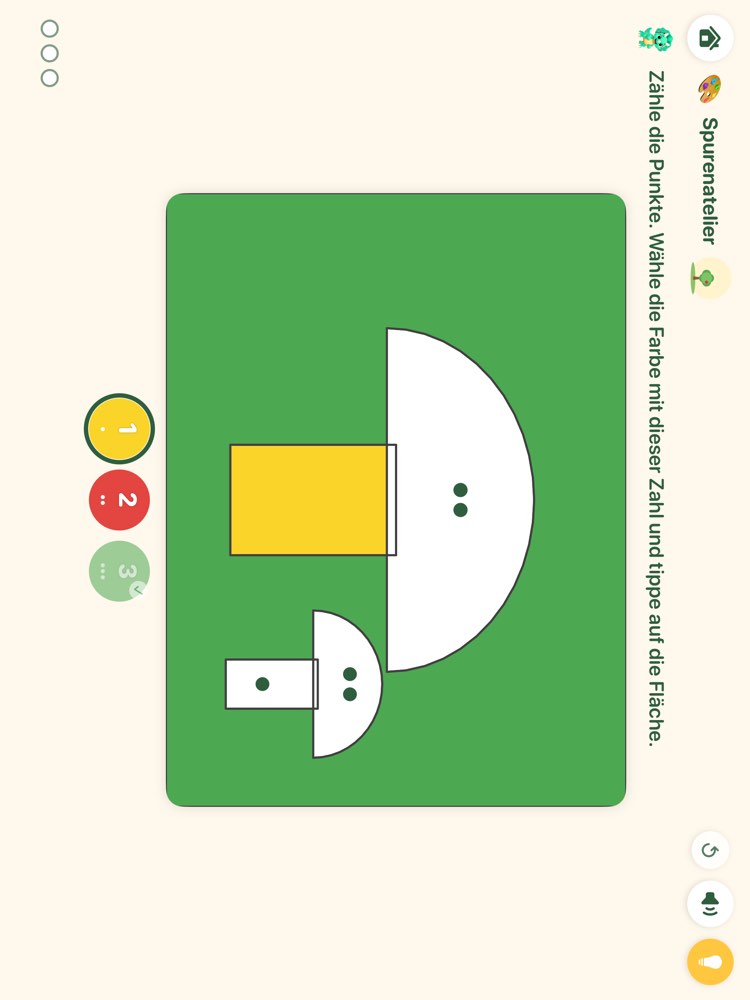 Spurenatelier
Zähle die Punkte. Wähle die Farbe mit dieser Zahl und tippe auf die Fläche.
1
2
3